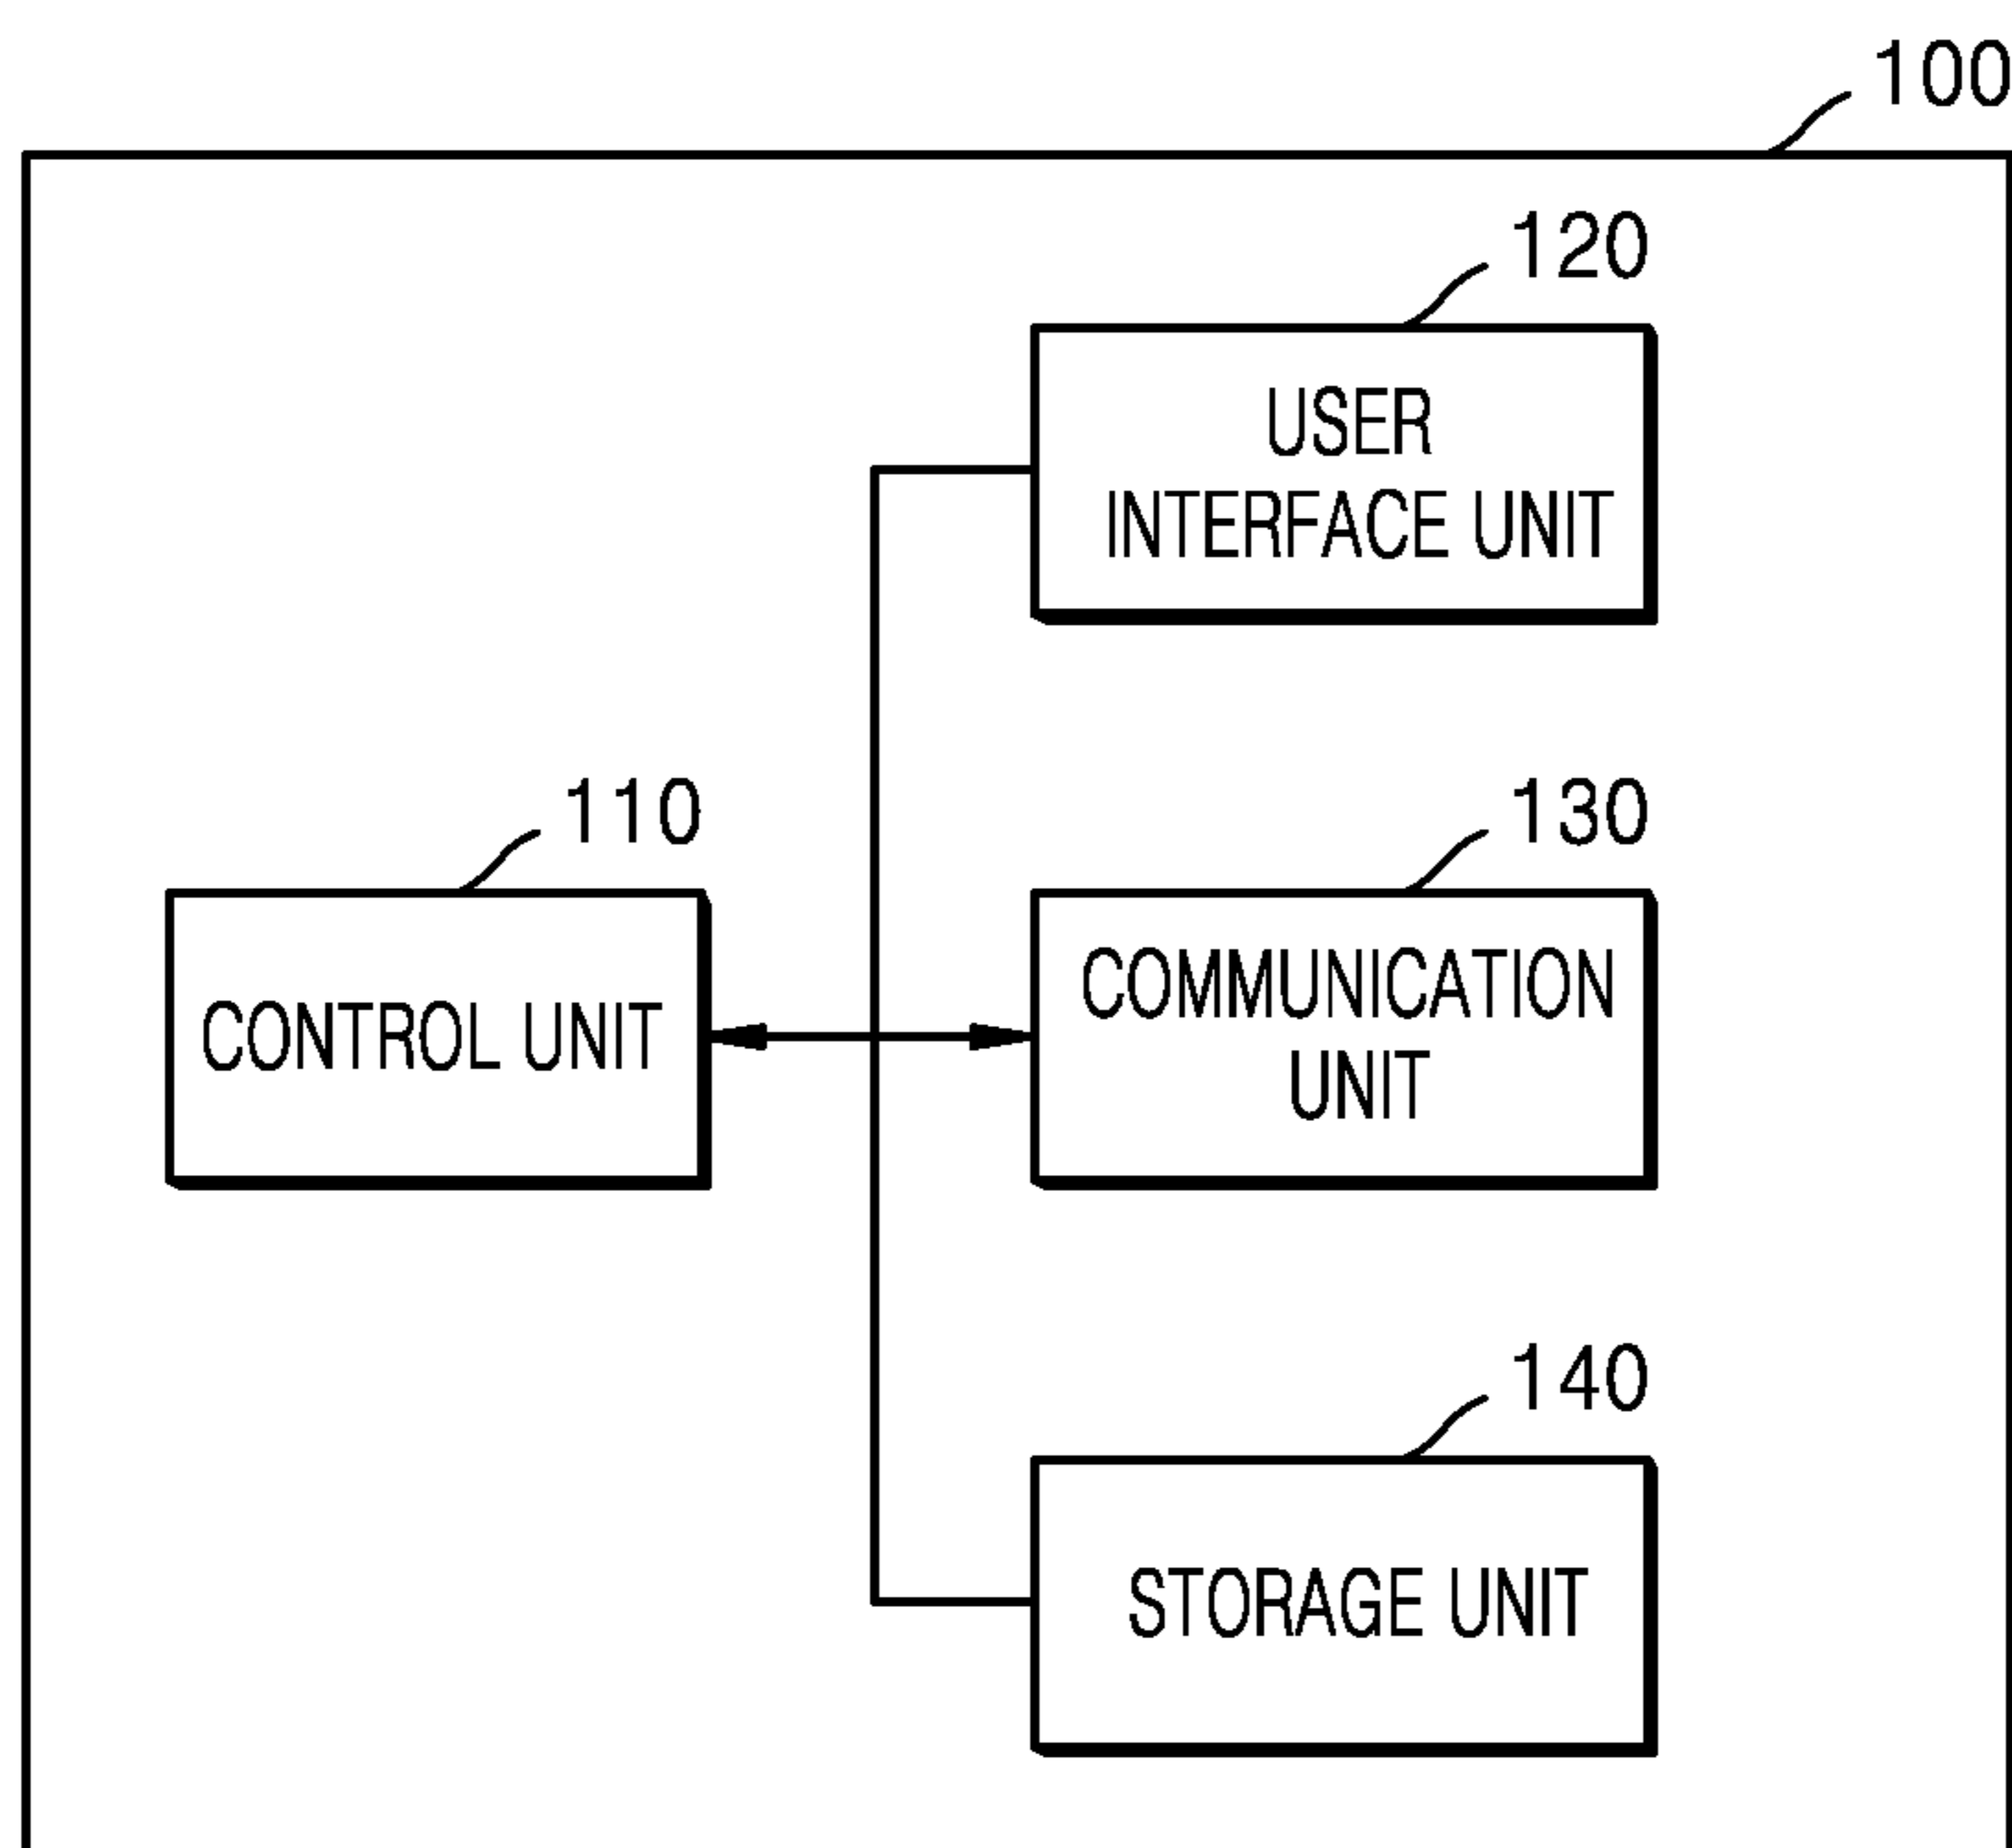 100
120
USER
INTERFACE UNIT
110
CONTROL UNIT
130
COMMUNICATION
UNIT
140
STORAGE UNIT